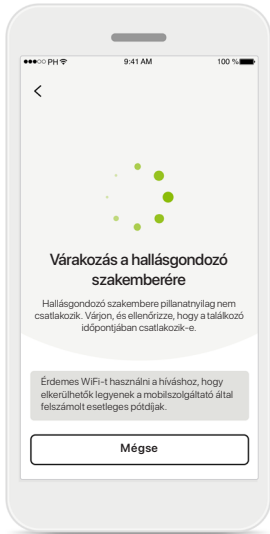 ●●●○○ PH 9:41 AM 100 %
Várakozás a hallásgondozó
szakemberére
Hallásgondozó szakembere pillanatnyilag nem
csatlakozik. Várjon, és ellenőrizze, hogy a találkozó
időpontjában csatlakozik-e.
Érdemes WiFi-t használni a híváshoz, hogy
elkerülhetők legyenek a mobilszolgáltató által
felszámolt esetleges pótdíjak.
Mégse